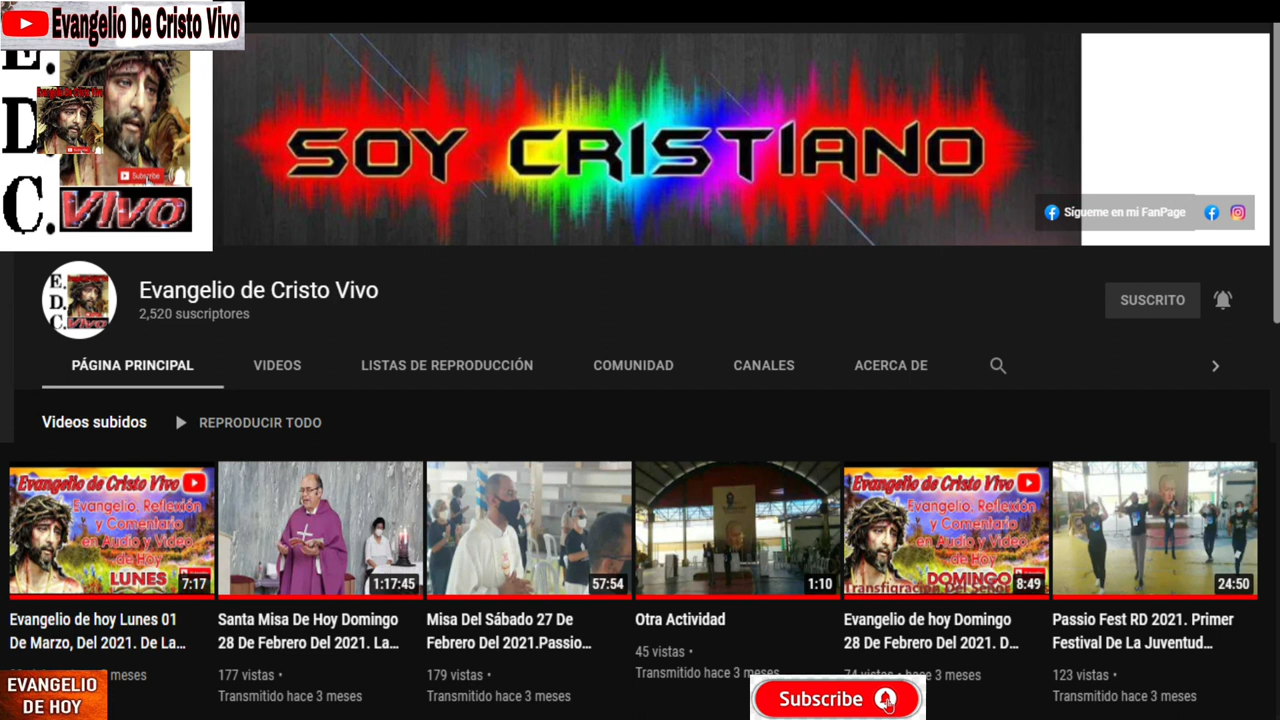 Evangelio De Cristo Vivo
E.
D.
C.
Vivo
Subscribe
SOY CRISTIANO
Sígueme en mi FanPage
E.
D.
C.
Vivo
Evangelio de Cristo Vivo
2,520 suscriptores
SUSCRITO
PÁGINA PRINCIPAL
VIDEOS
LISTAS DE REPRODUCCIÓN
COMUNIDAD
CANALES
ACERCA DE
Videos subidos
REPRODUCIR TODO
Evangelio de Cristo Vivo
Evangelio, Reflexión
y Comentario
en Audio y Video
de Hoy
LUNES
7:17
Evangelio de hoy Lunes 01
De Marzo, Del 2021. De La...
meses
1:17:45
Santa Misa De Hoy Domingo
28 De Febrero Del 2021. La...
177 vistas •
Transmitido hace 3 meses
57:54
Misa Del Sábado 27 De
Febrero Del 2021.Passio...
179 vistas •
Transmitido hace 3 meses
1:10
Otra Actividad
45 vistas •
Transmitido hace 3 meses
Evangelio de Cristo Vivo
Evangelio, Reflexión
y Comentario
en Audio y Video
de Hoy
DOMINGO
Transfigración Del Señor
8:49
Evangelio de hoy Domingo
28 De Febrero Del 2021. D...
74 vistas • hace 3 meses
24:50
Passio Fest RD 2021. Primer
Festival De La Juventud...
123 vistas •
Transmitido hace 3 meses
EVANGELIO
DE HOY
Subscribe